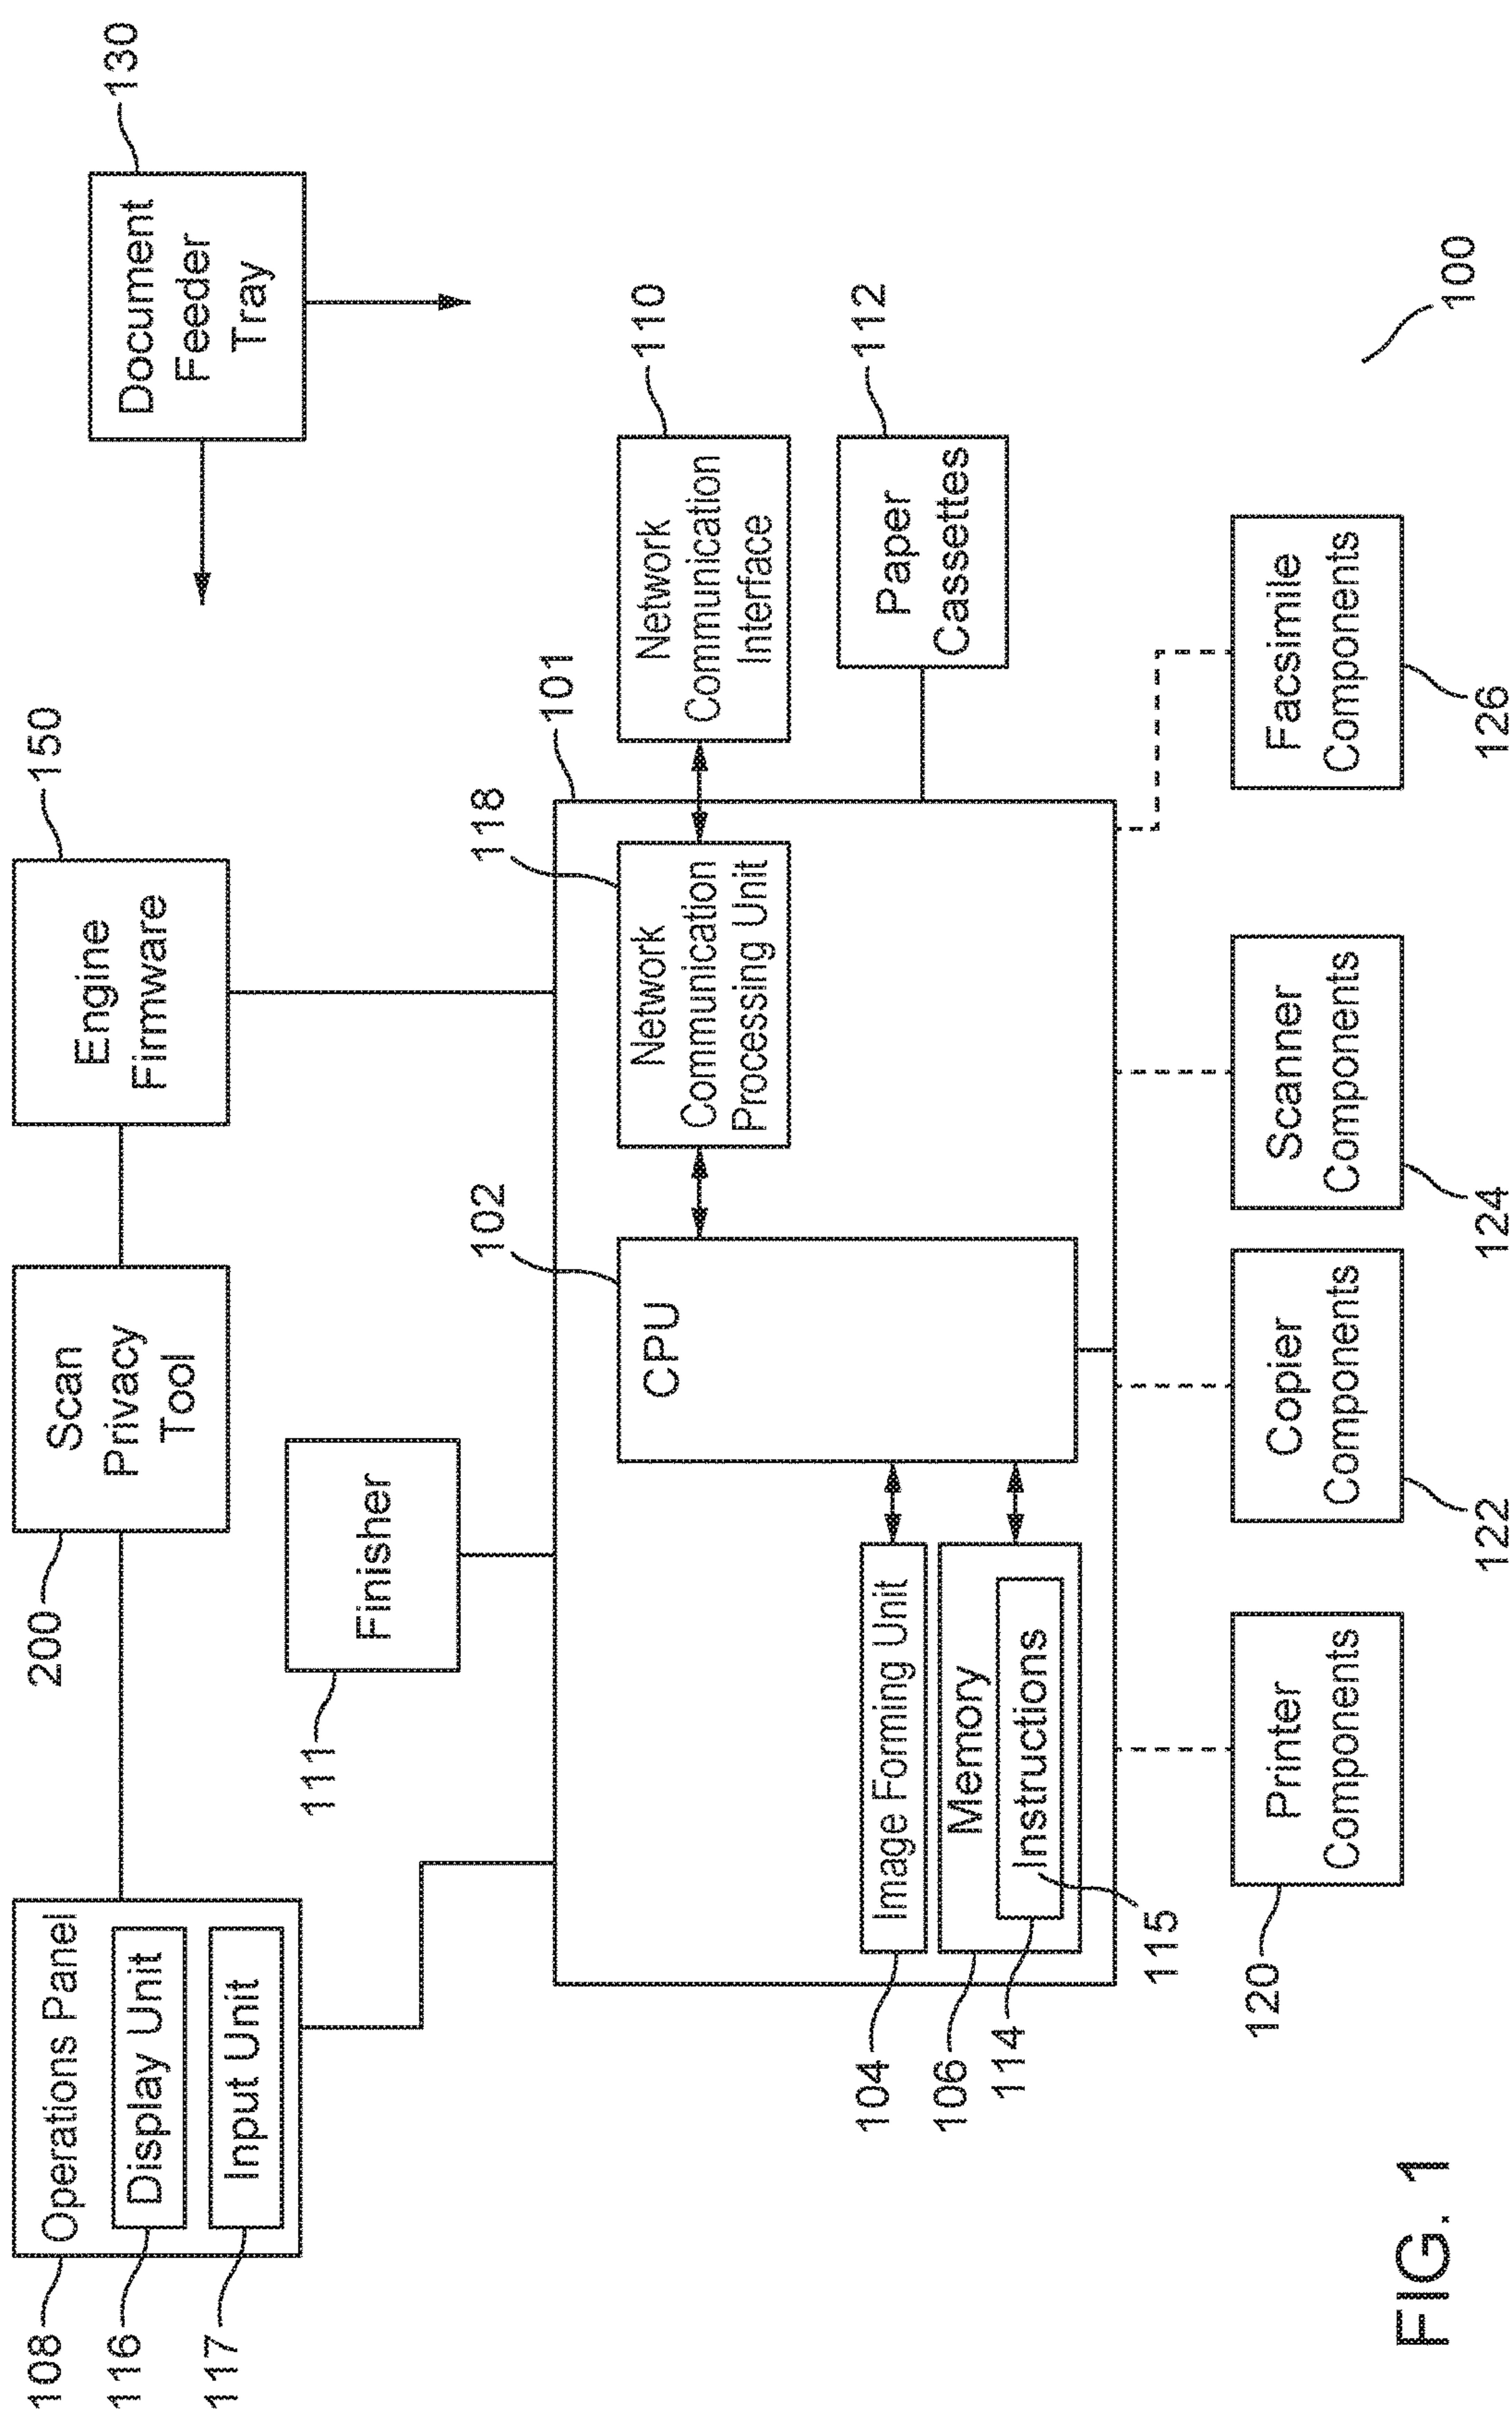 108
116
117
Operations Panel
Display Unit
Input Unit
200
Scan
Privacy
Tool
150
Engine
Firmware
130
Document
Feeder
Tray
111
Finisher
101
102
CPU
118
Network
Communication
Processing Unit
110
Network
Communication
Interface
112
Paper
Cassettes
104
Image Forming Unit
106
Memory
114
Instructions
115
120
Printer
Components
122
Copier
Components
124
Scanner
Components
126
Facsimile
Components
100
FIG. 1